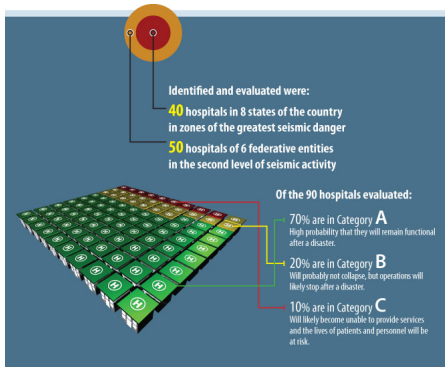 Identified and evaluated were:
40 hospitals in 8 states of the country
in zones of the greatest seismic danger
50 hospitals of 6 federative entities
in the second level of seismic activity
Of the 90 hospitals evaluated:
70% are in Category A
High probability that they will remain functional
after a disaster.
20% are in Category B
Will probably not collapse, but operations will
likely stop after a disaster.
10% are in Category C
Will likely become unable to provide services
and the lives of patients and personnel will be
at risk.